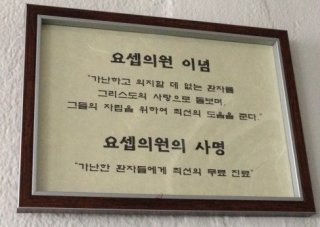 요셉의원 이념
"가난하고 의지할 데 없는 환자를
그리스도의 사랑으로 돌보며,
그들의 자립을 위하여 최선의 도움을 준다."
요셉의원의 사명
"가난한 환자들에게 최선의 무료 진료"